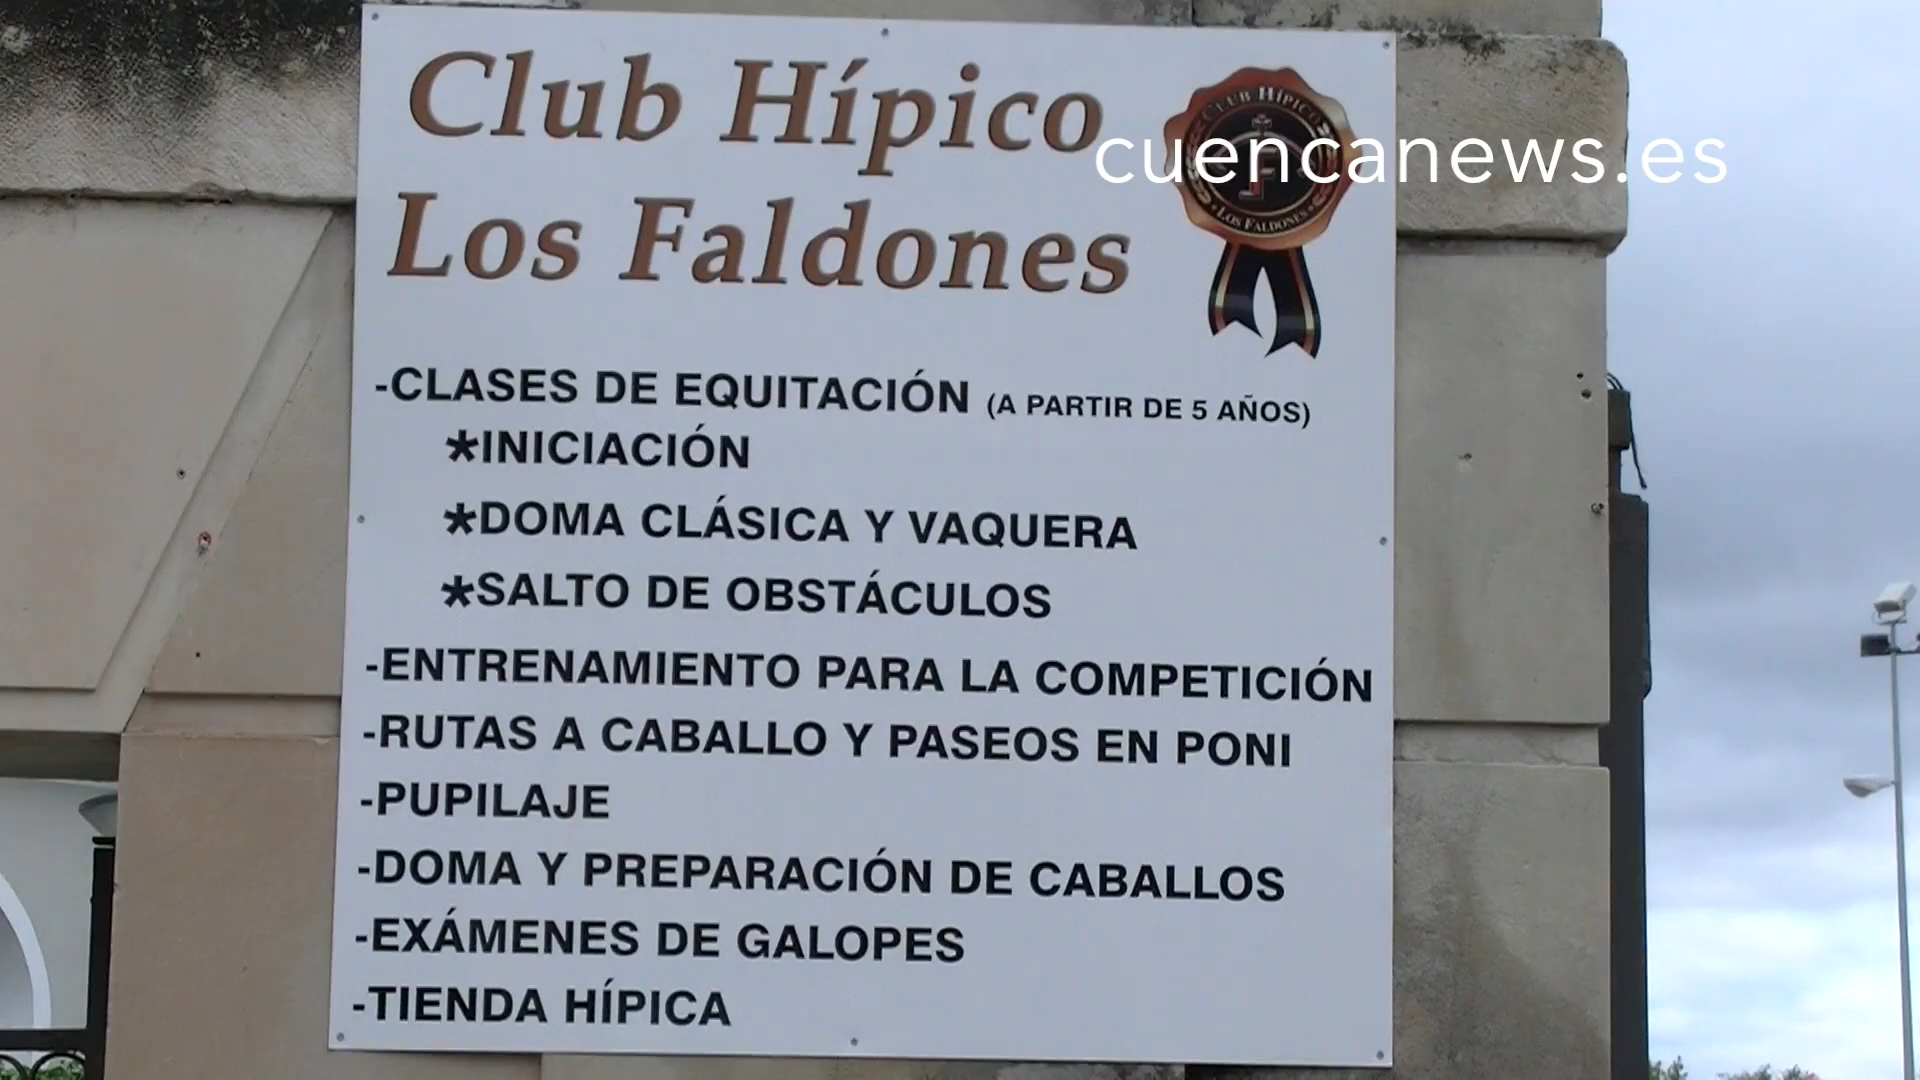 Club Hípico
Los Faldones
CLUB HÍPICO
LOS FALDONES
cuencanews.es
-CLASES DE EQUITACIÓN (A PARTIR DE 5 AÑOS)
*INICIACIÓN
*DOMA CLÁSICA Y VAQUERA
*SALTO DE OBSTÁCULOS
-ENTRENAMIENTO PARA LA COMPETICIÓN
-RUTAS A CABALLO Y PASEOS EN PONI
-PUPILAJE
-DOMA Y PREPARACIÓN DE CABALLOS
-EXÁMENES DE GALOPES
-TIENDA HÍPICA